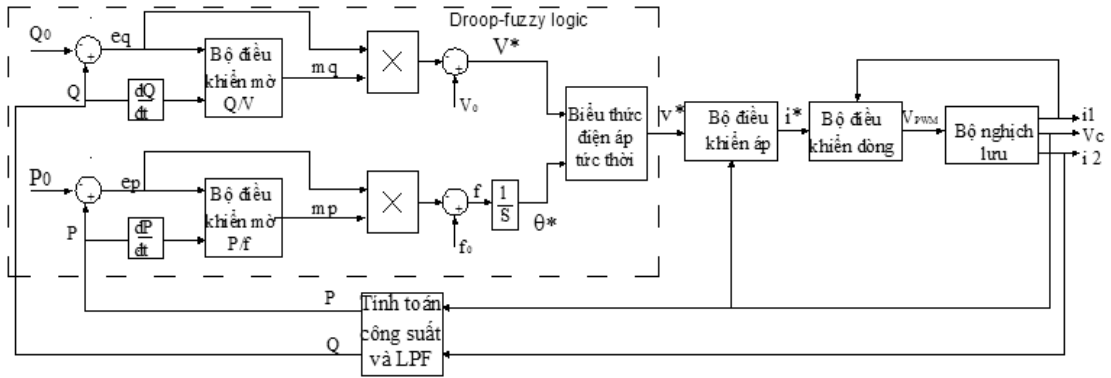 Droop-fuzzy logic
Q0
-
+
eq
Q
dQ
dt
Bộ điều
khiển mờ
Q/V
mq
×
-
+
V*
V0
P0
-
+
ep
P
dP
dt
Bộ điều
khiển mờ
P/f
mp
×
-
+
f
f0
1
S
θ*
Biểu thức
điện áp
tức thời
v*
Bộ điều
khiển áp
i*
Bộ điều
khiển dòng
VPWM
Bộ nghịch
lưu
i1
Vc
i 2
P
Q
Tính toán
công suất
và LPF